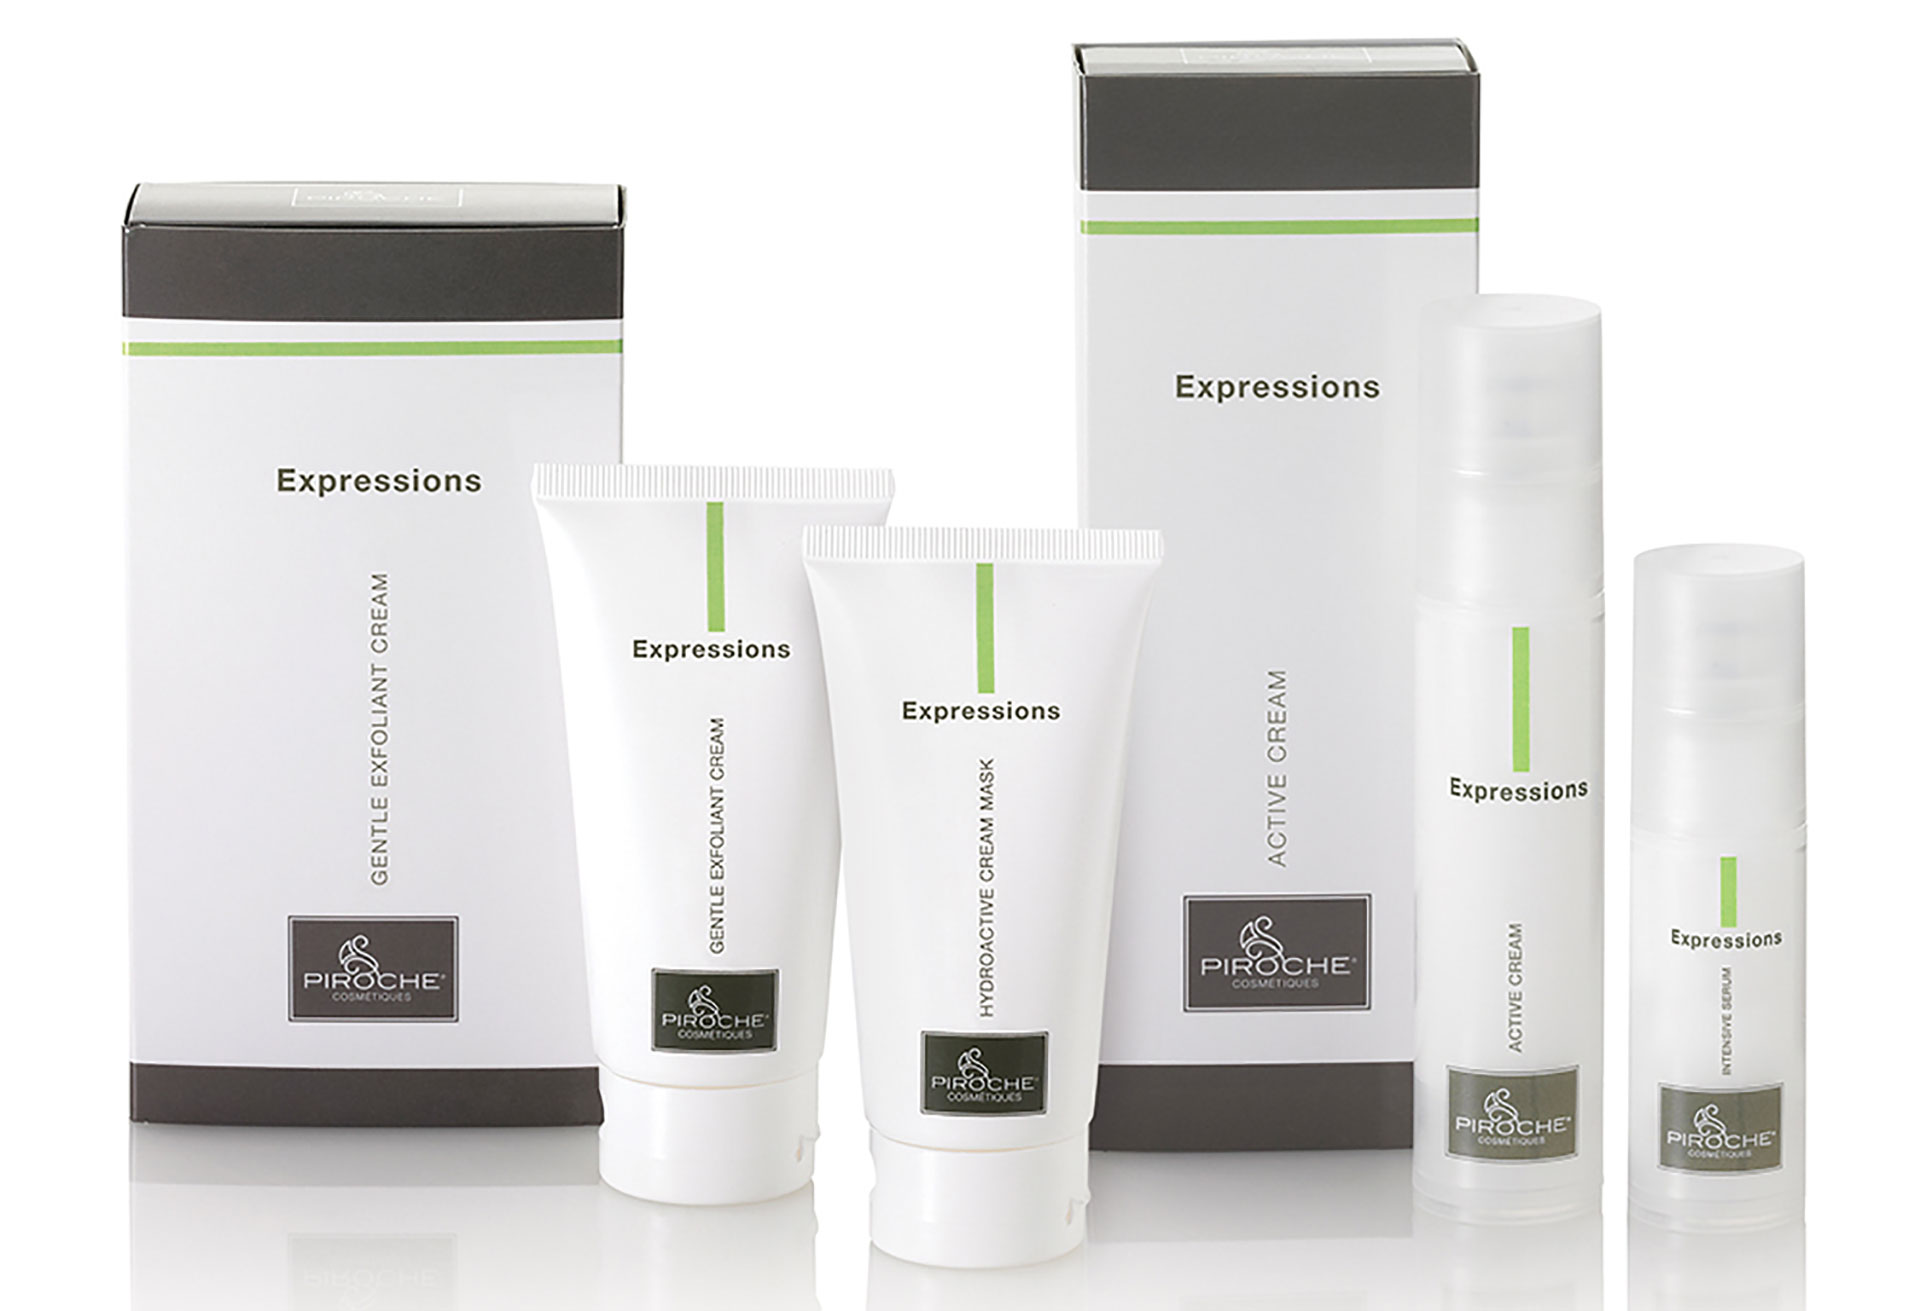 Expressions
GENTLE EXFOLIANT CREAM
PIROCHE®
COSMÉTIQUES
Expressions
GENTLE EXFOLIANT CREAM
PIROCHE®
COSMÉTIQUES
Expressions
HYDROACTIVE CREAM MASK
PIROCHE®
COSMÉTIQUES
Expressions
ACTIVE CREAM
PIROCHE®
COSMÉTIQUES
Expressions
ACTIVE CREAM
PIROCHE®
COSMÉTIQUES
Expressions
INTENSIVE SERUM
PIROCHE®
COSMÉTIQUES